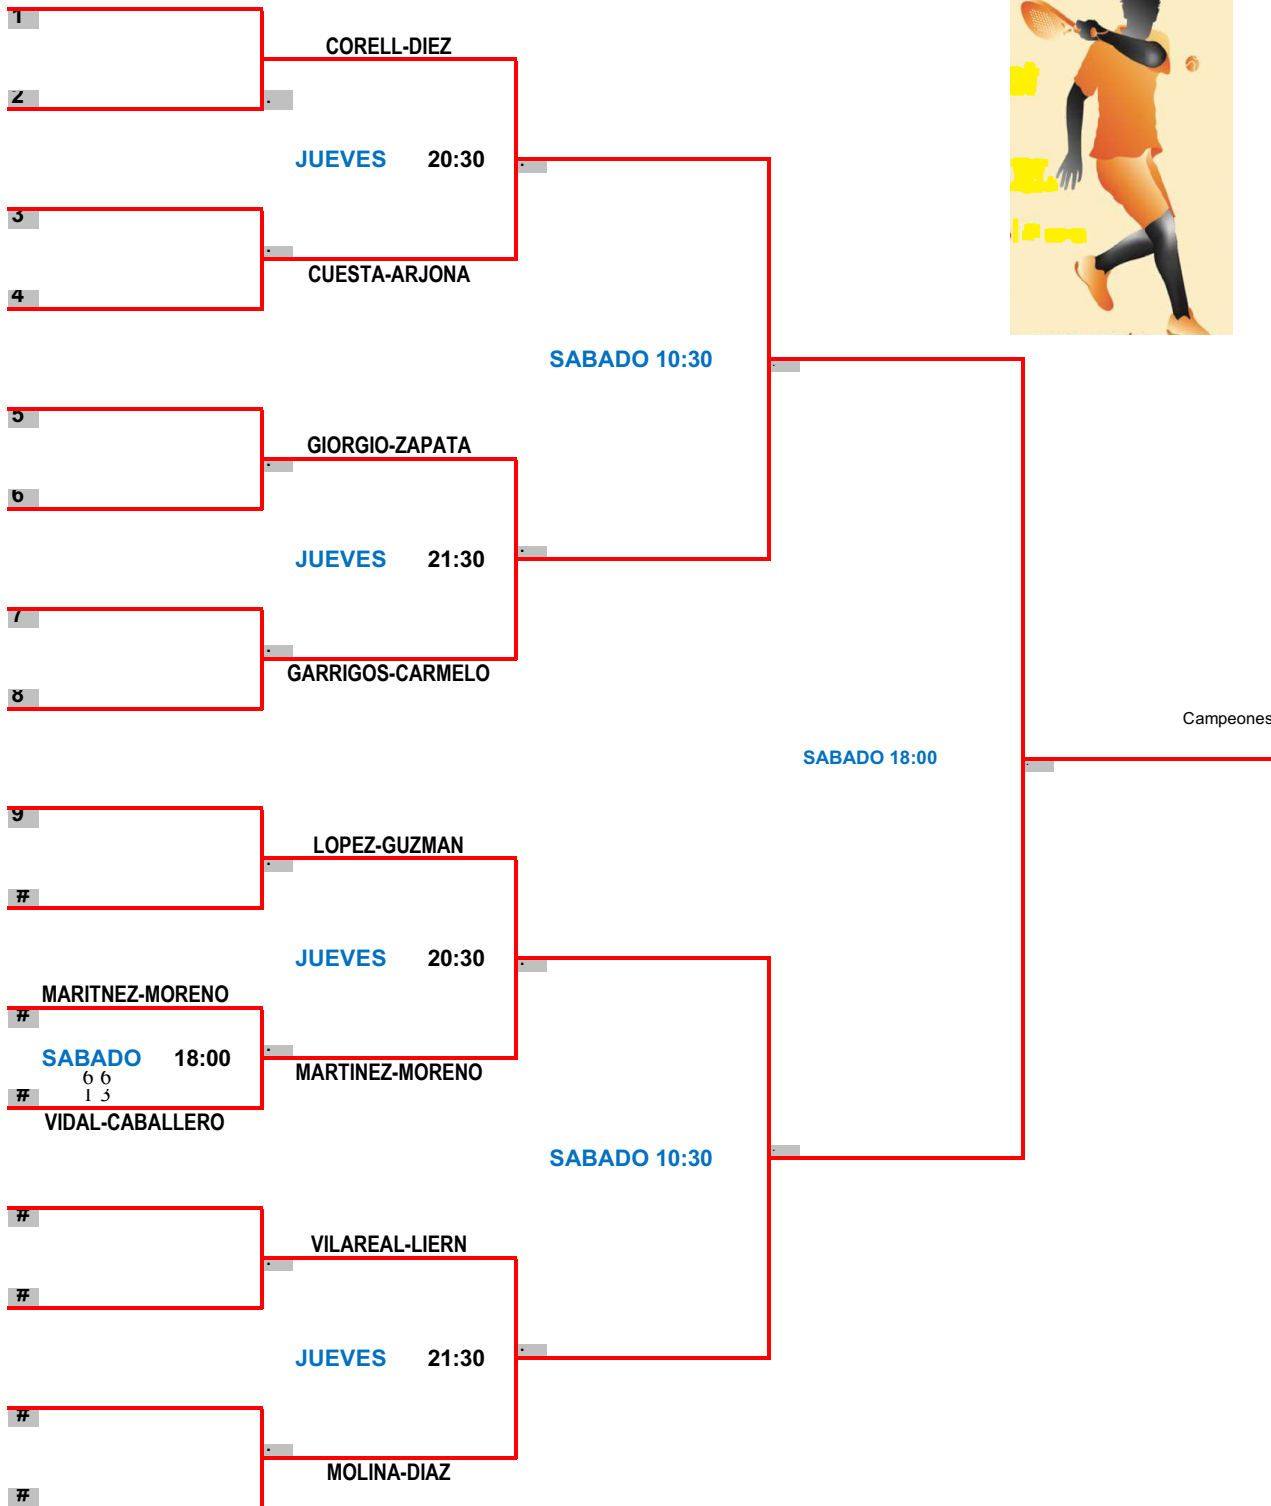 1
CORELL-DIEZ
2
JUEVES 20:30
3
CUESTA-ARJONA
4
SABADO 10:30
5
GIORGIO-ZAPATA
6
JUEVES 21:30
7
GARRIGOS-CARMELO
8
Campeones
SABADO 18:00
9
LOPEZ-GUZMAN
#
JUEVES 20:30
MARITNEZ-MORENO
#
SABADO 18:00
6 6
MARTINEZ-MORENO
# 1 3
VIDAL-CABALLERO
SABADO 10:30
#
VILAREAL-LIERN
#
JUEVES 21:30
#
MOLINA-DIAZ
#